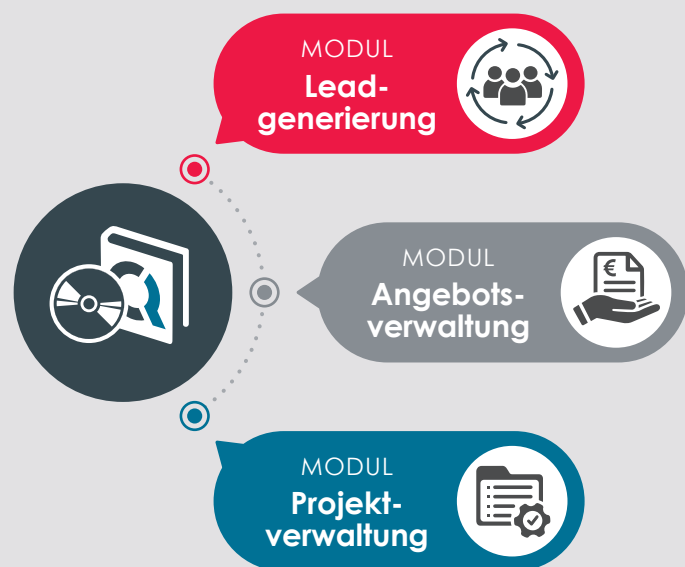 MODUL
Lead-
generierung
MODUL
Angebots-
verwaltung
€
MODUL
Projekt-
verwaltung